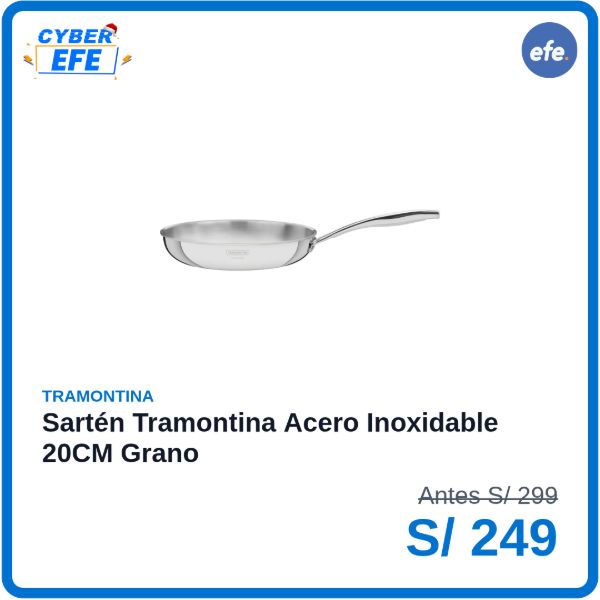 CYBER
EFE
efe.
TRAMONTINA
Sartén Tramontina Acero Inoxidable
20CM Grano
Antes S/ 299
S/ 249